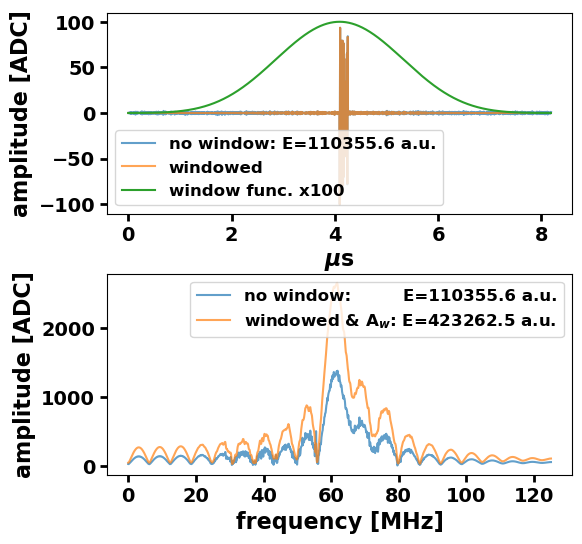 amplitude [ADC]
100
50
0
−50
−100
no window: E=110355.6 a.u.
windowed
window func. x100
0 2 4 6 8
μs
amplitude [ADC]
2000
1000
0
no window: E=110355.6 a.u.
windowed & A_w: E=423262.5 a.u.
0 20 40 60 80 100 120
frequency [MHz]